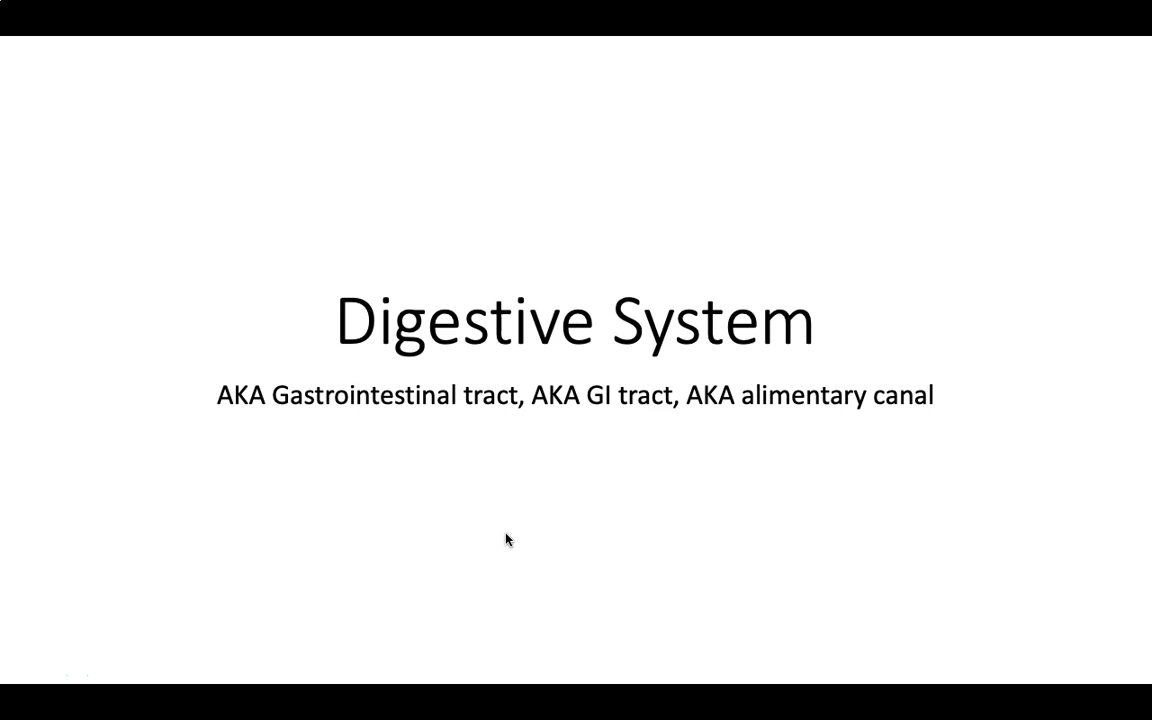 Digestive System
AKA Gastrointestinal tract, AKA GI tract, AKA alimentary canal